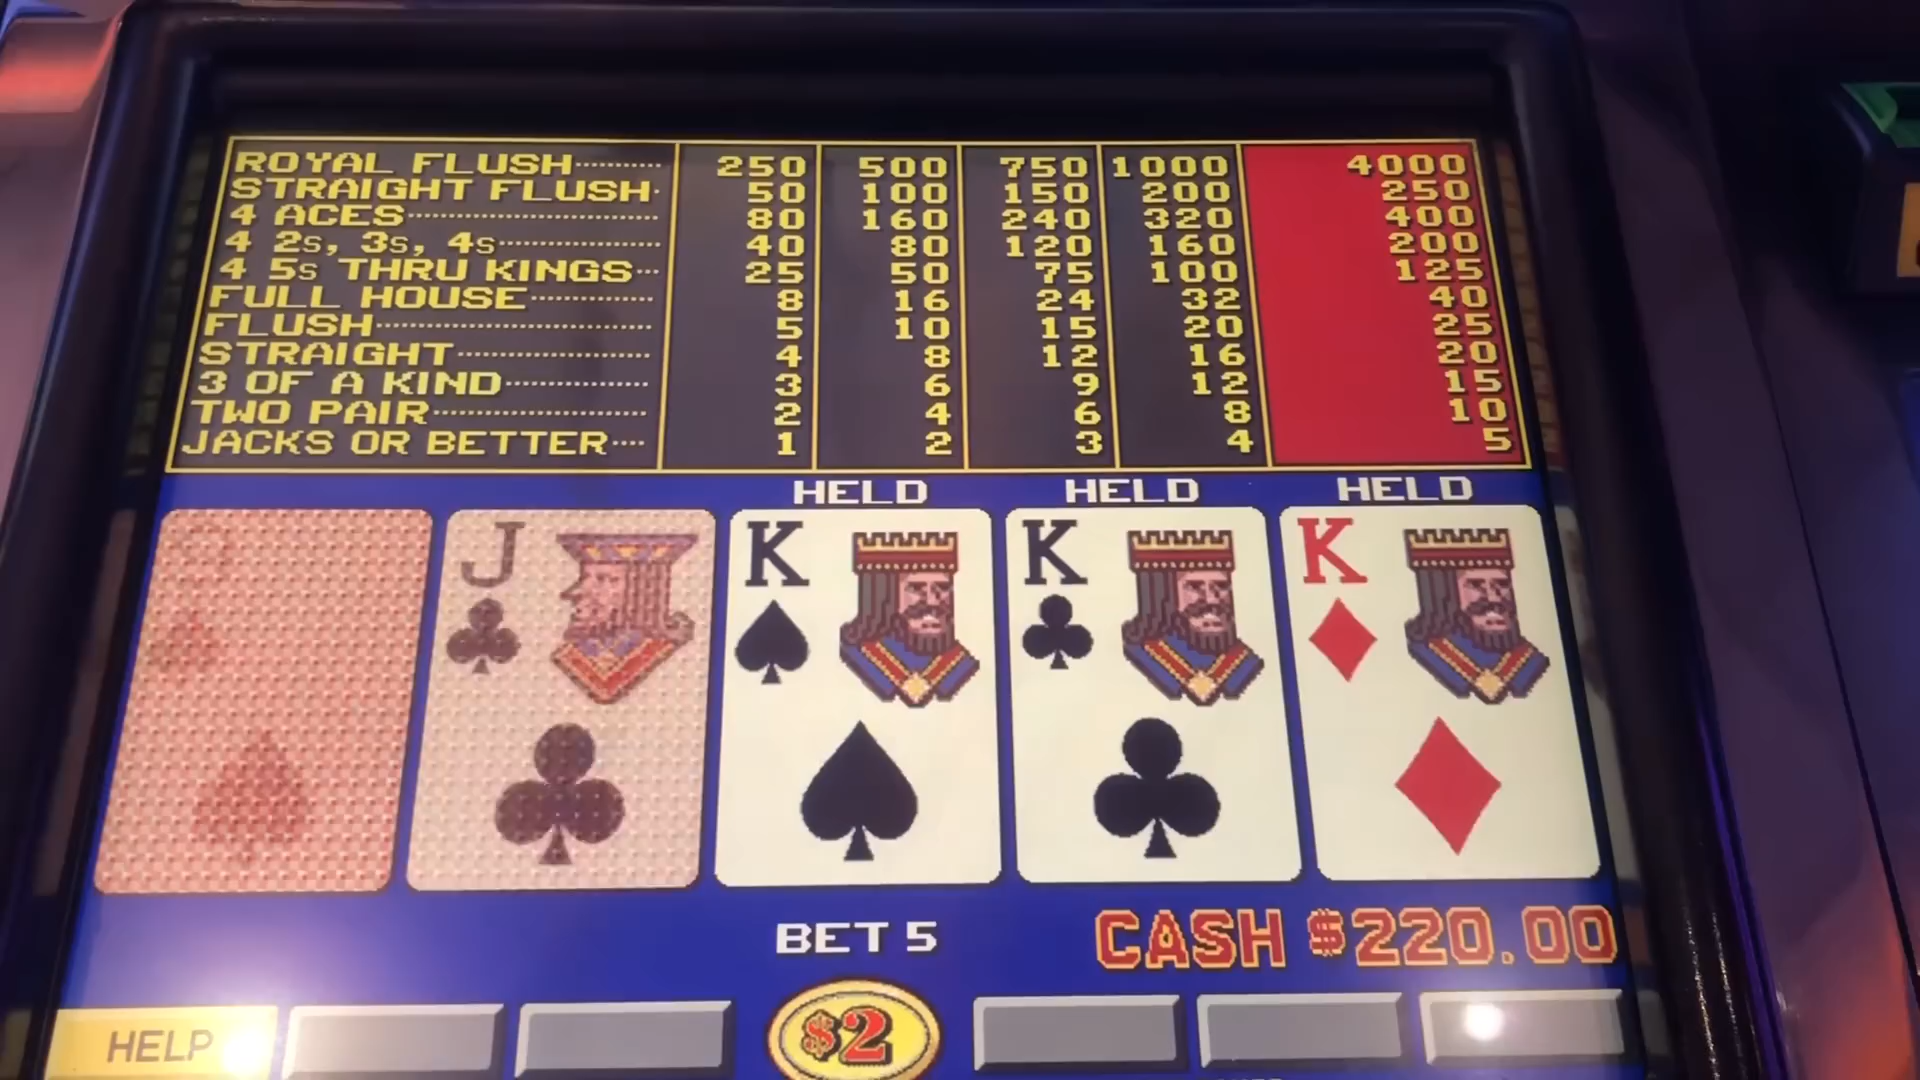 ROYAL FLUSH 250 500 750 1000 4000
STRAIGHT FLUSH 50 100 150 200 250
4 ACES 80 160 240 320 400
4 2s, 3s, 4s 40 80 120 160 200
4 5s THRU KINGS 25 50 75 100 125
FULL HOUSE 8 16 24 32 40
FLUSH 5 10 15 20 25
STRAIGHT 4 8 12 16 20
3 OF A KIND 3 6 9 12 15
TWO PAIR 2 4 6 8 10
JACKS OR BETTER 1 2 3 4 5
HELD HELD HELD
J K K K
BET 5 CASH $220.00
HELP $2